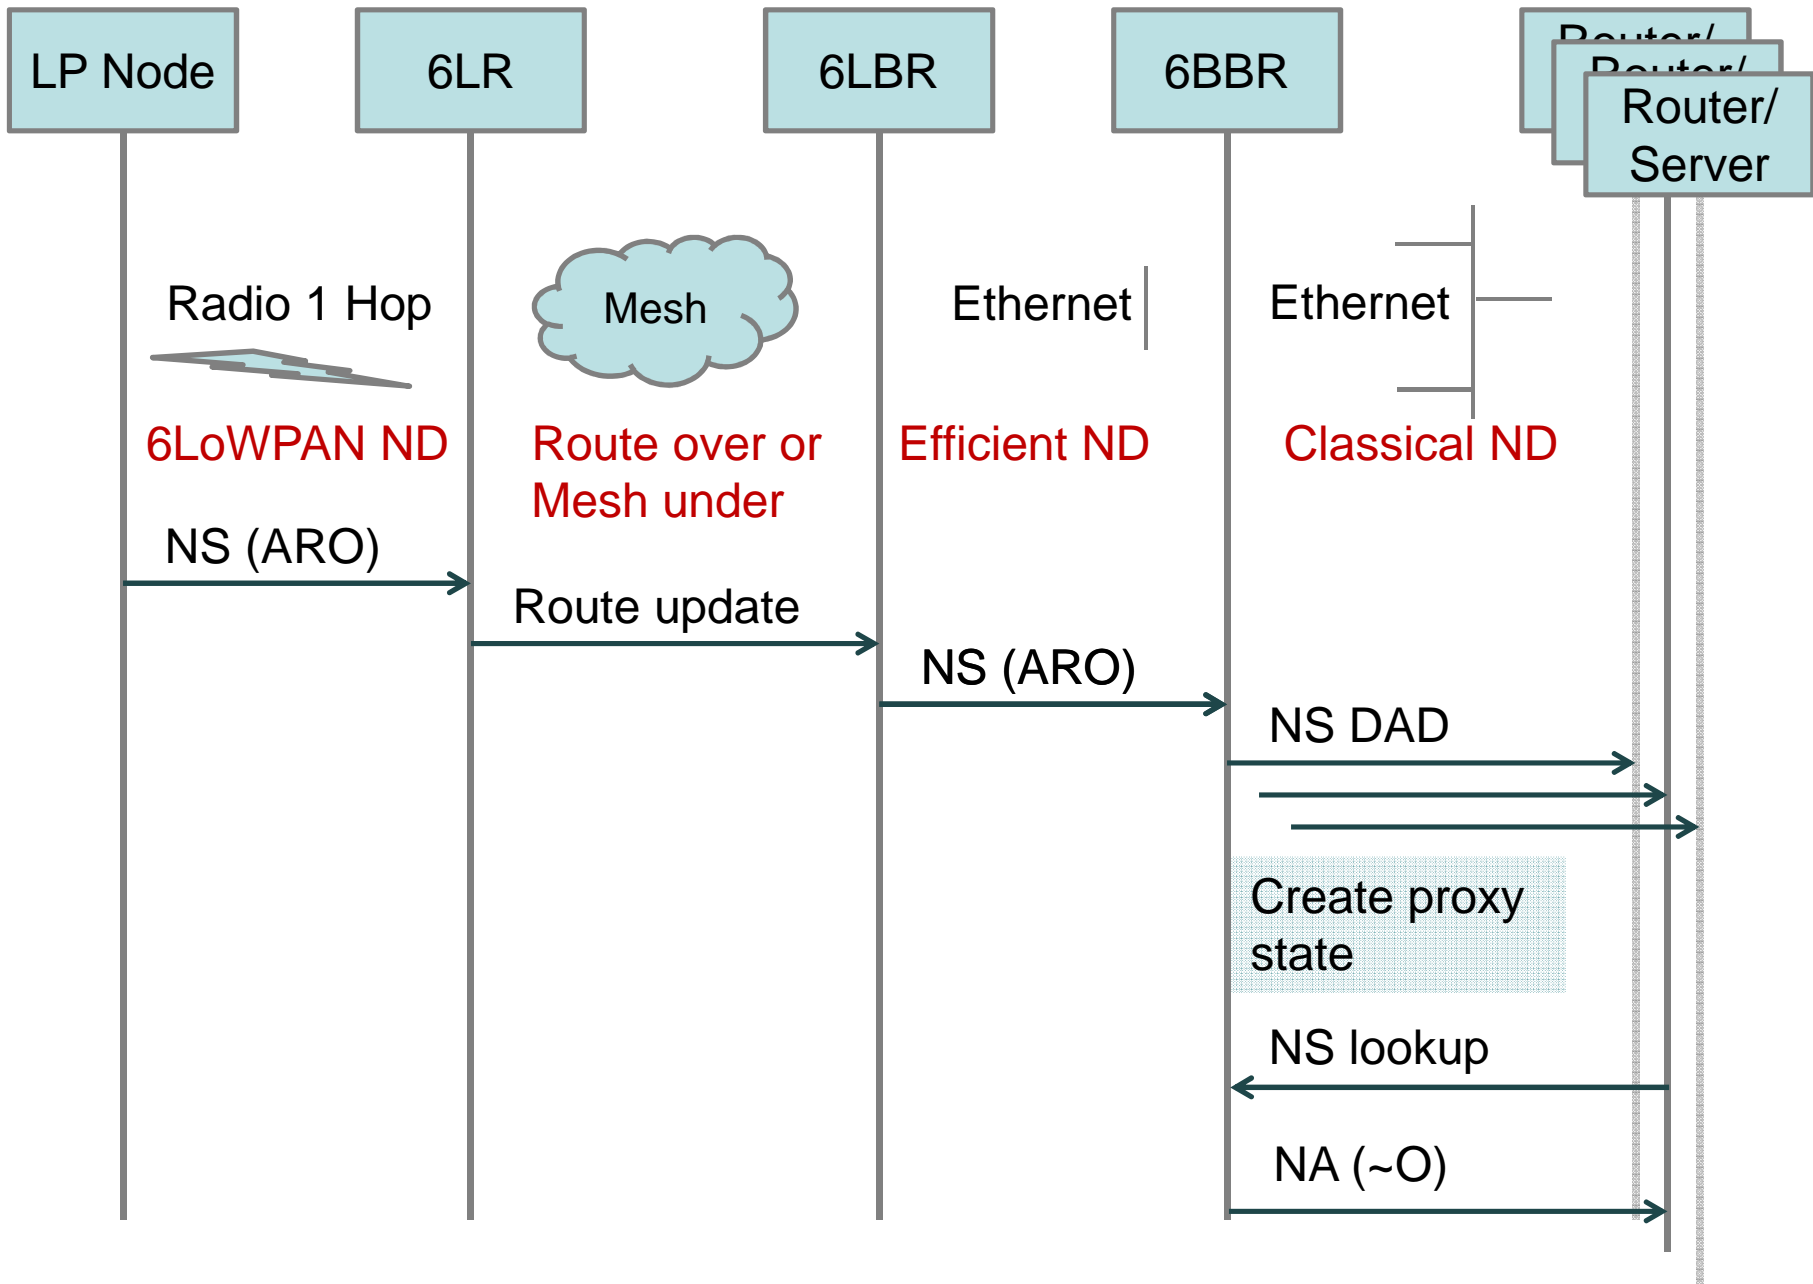 LP Node
6LR
6LBR
6BBR
Router/
Router/
Router/
Server
Radio 1 Hop
Mesh
Ethernet
Ethernet
6LoWPAN ND
Route over or
Mesh under
Efficient ND
Classical ND
NS (ARO)
Route update
NS (ARO)
NS DAD
Create proxy
state
NS lookup
NA (~O)